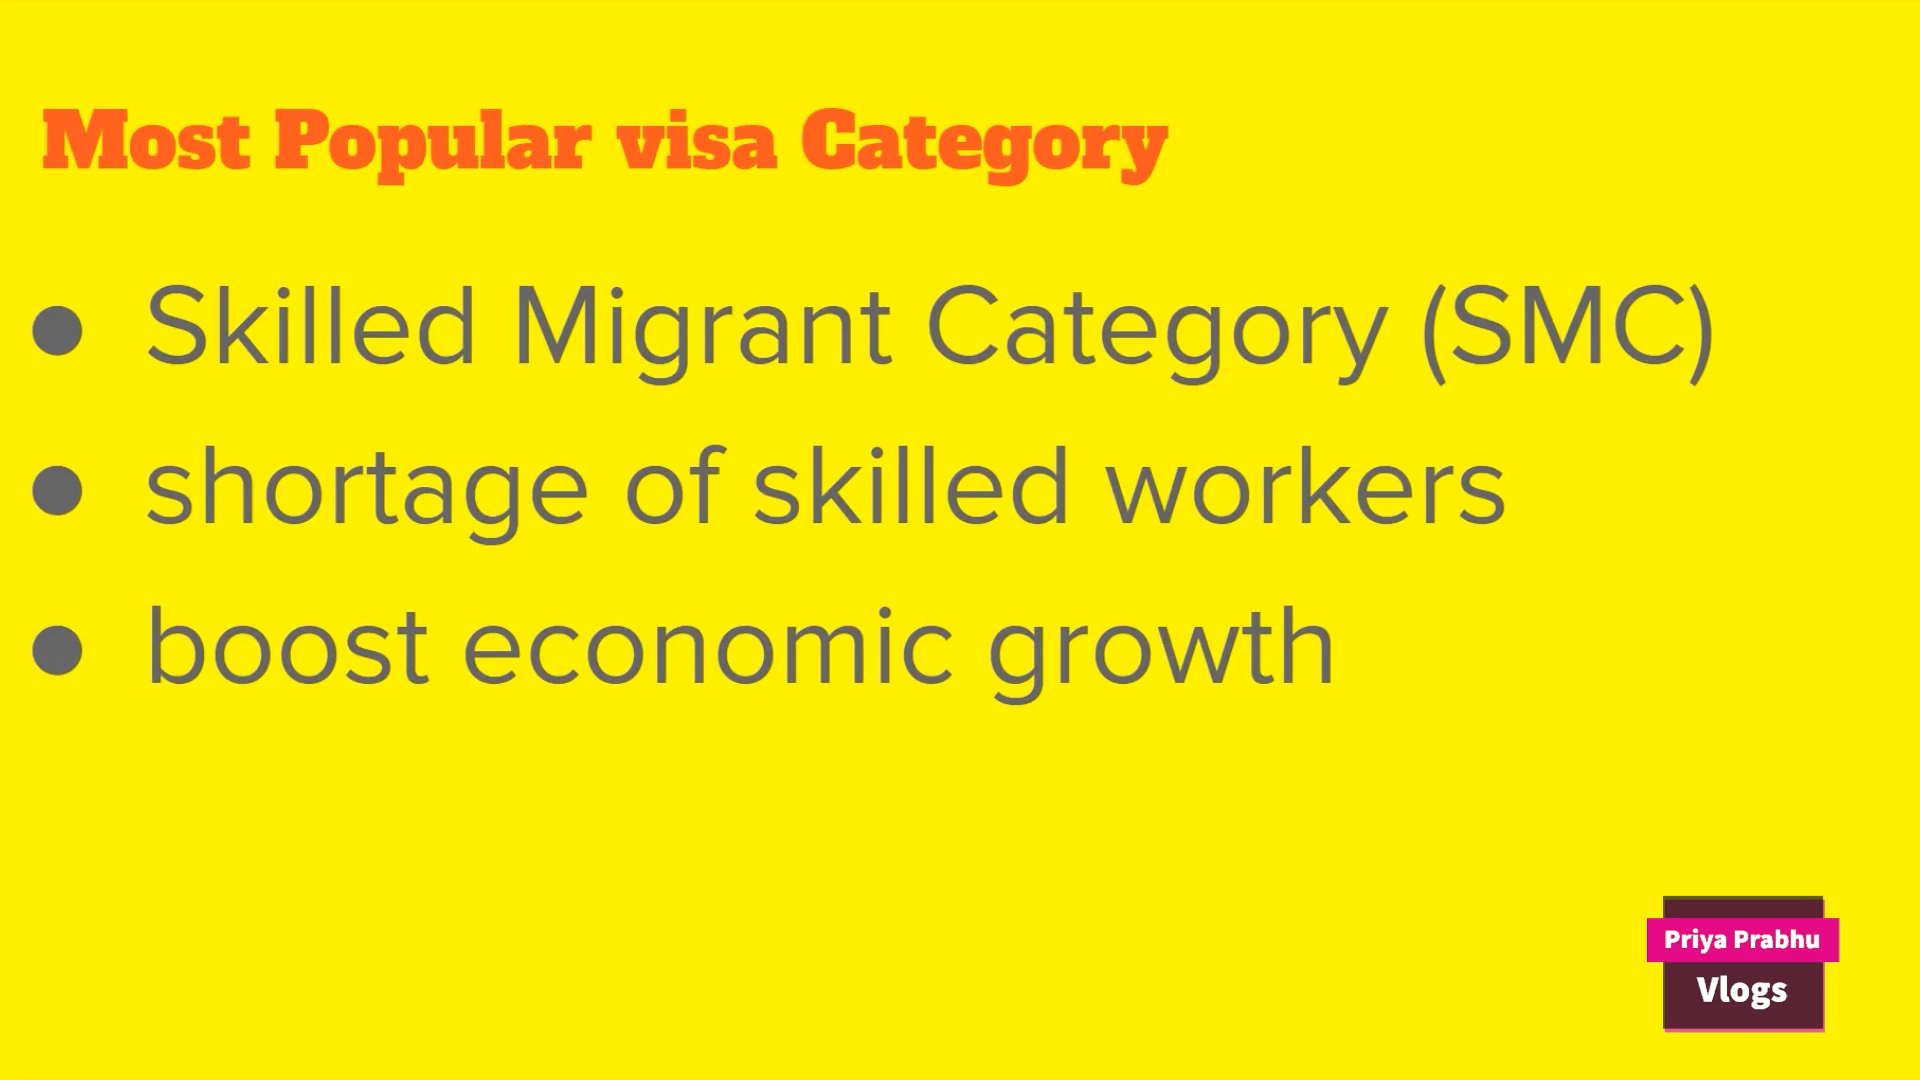 Most Popular visa Category
● Skilled Migrant Category (SMC)
● shortage of skilled workers
● boost economic growth
Priya Prabhu
Vlogs